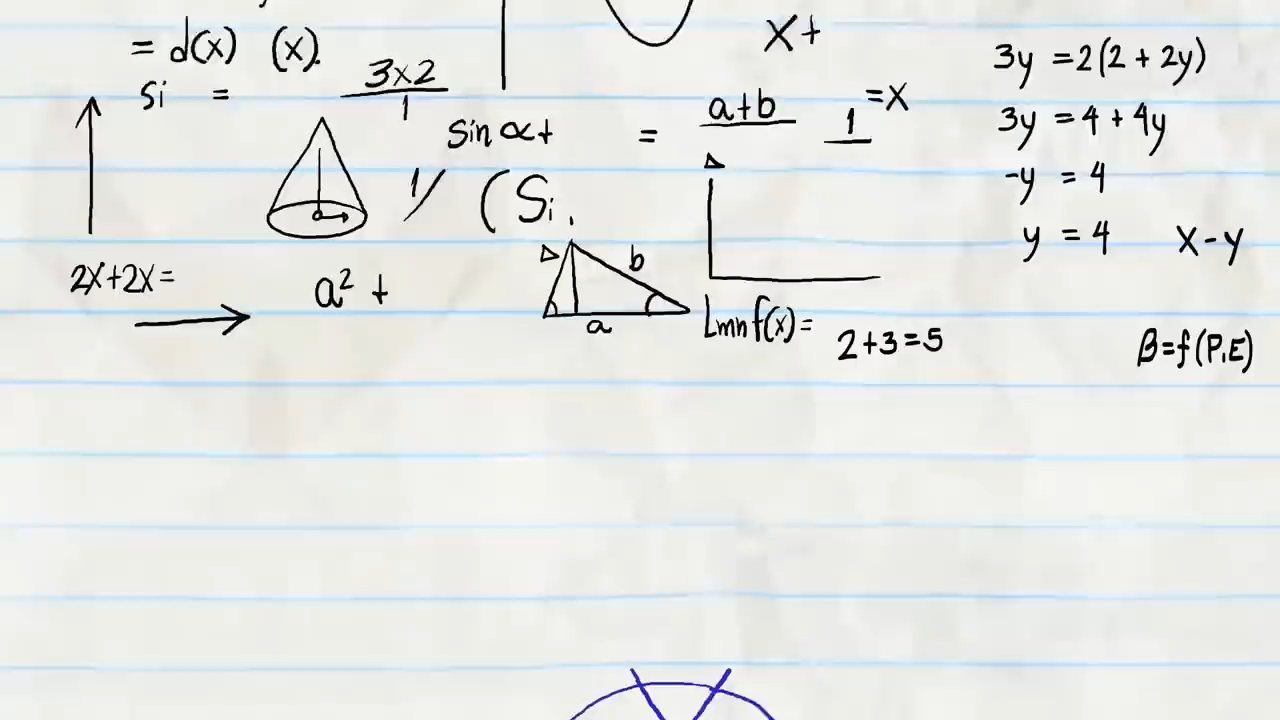 = d(x) (x).
x+
3y = 2(2 + 2y)
Si = 3x2
1
a+b
1 =x
3y = 4 + 4y
Sin α+ =
1/ (Si.
-y = 4
y = 4 x-y
2x+2x=
a² +
b
a
Lmn f(x)=
2+3=5
β=f(P,E)